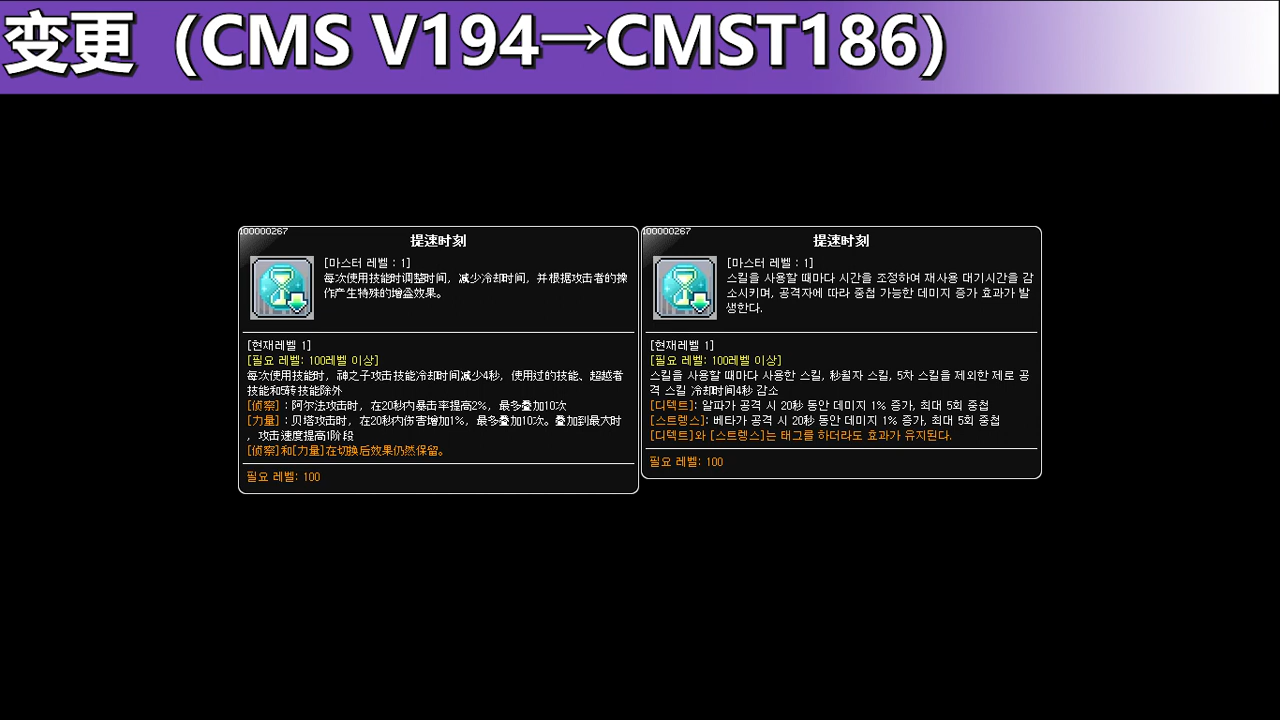 变更（CMS V194→CMST186）
100000267
提速时刻
[마스터 레벨 : 1]
每次使用技能时调整时间，减少冷却时间，并根据攻击者的操
作产生特殊的增益效果。
[현재레벨 1]
[필요 레벨: 100레벨 이상]
每次使用技能时，神之子攻击技能冷却时间减少4秒，使用过的技能、超越者
技能和5转技能除外
[侦察] : 阿尔法攻击时，在20秒内暴击率提高2%，最多叠加10次
[力量] : 贝塔攻击时，在20秒内伤害增加1%，最多叠加10次。叠加到最大时
，攻击速度提高1阶段
[侦察]和[力量]在切换后效果仍然保留。
필요 레벨: 100
100000267
提速时刻
[마스터 레벨 : 1]
스킬을 사용할 때마다 시간을 조정하여 재사용 대기시간을 감
소시키며, 공격자에 따라 중첩 가능한 데미지 증가 효과가 발
생한다.
[현재레벨 1]
[필요 레벨: 100레벨 이상]
스킬을 사용할 때마다 사용한 스킬, 秒월자 스킬, 5차 스킬을 제외한 제로 공
격 스킬 冷却时间4秒 감소
[디텍트]: 알파가 공격 시 20秒 동안 데미지 1% 증가, 최대 5회 중첩
[스트렝스]: 베타가 공격 시 20秒 동안 데미지 1% 증가, 최대 5회 중첩
[디텍트]와 [스트렝스]는 태그를 하더라도 효과가 유지된다.
필요 레벨: 100